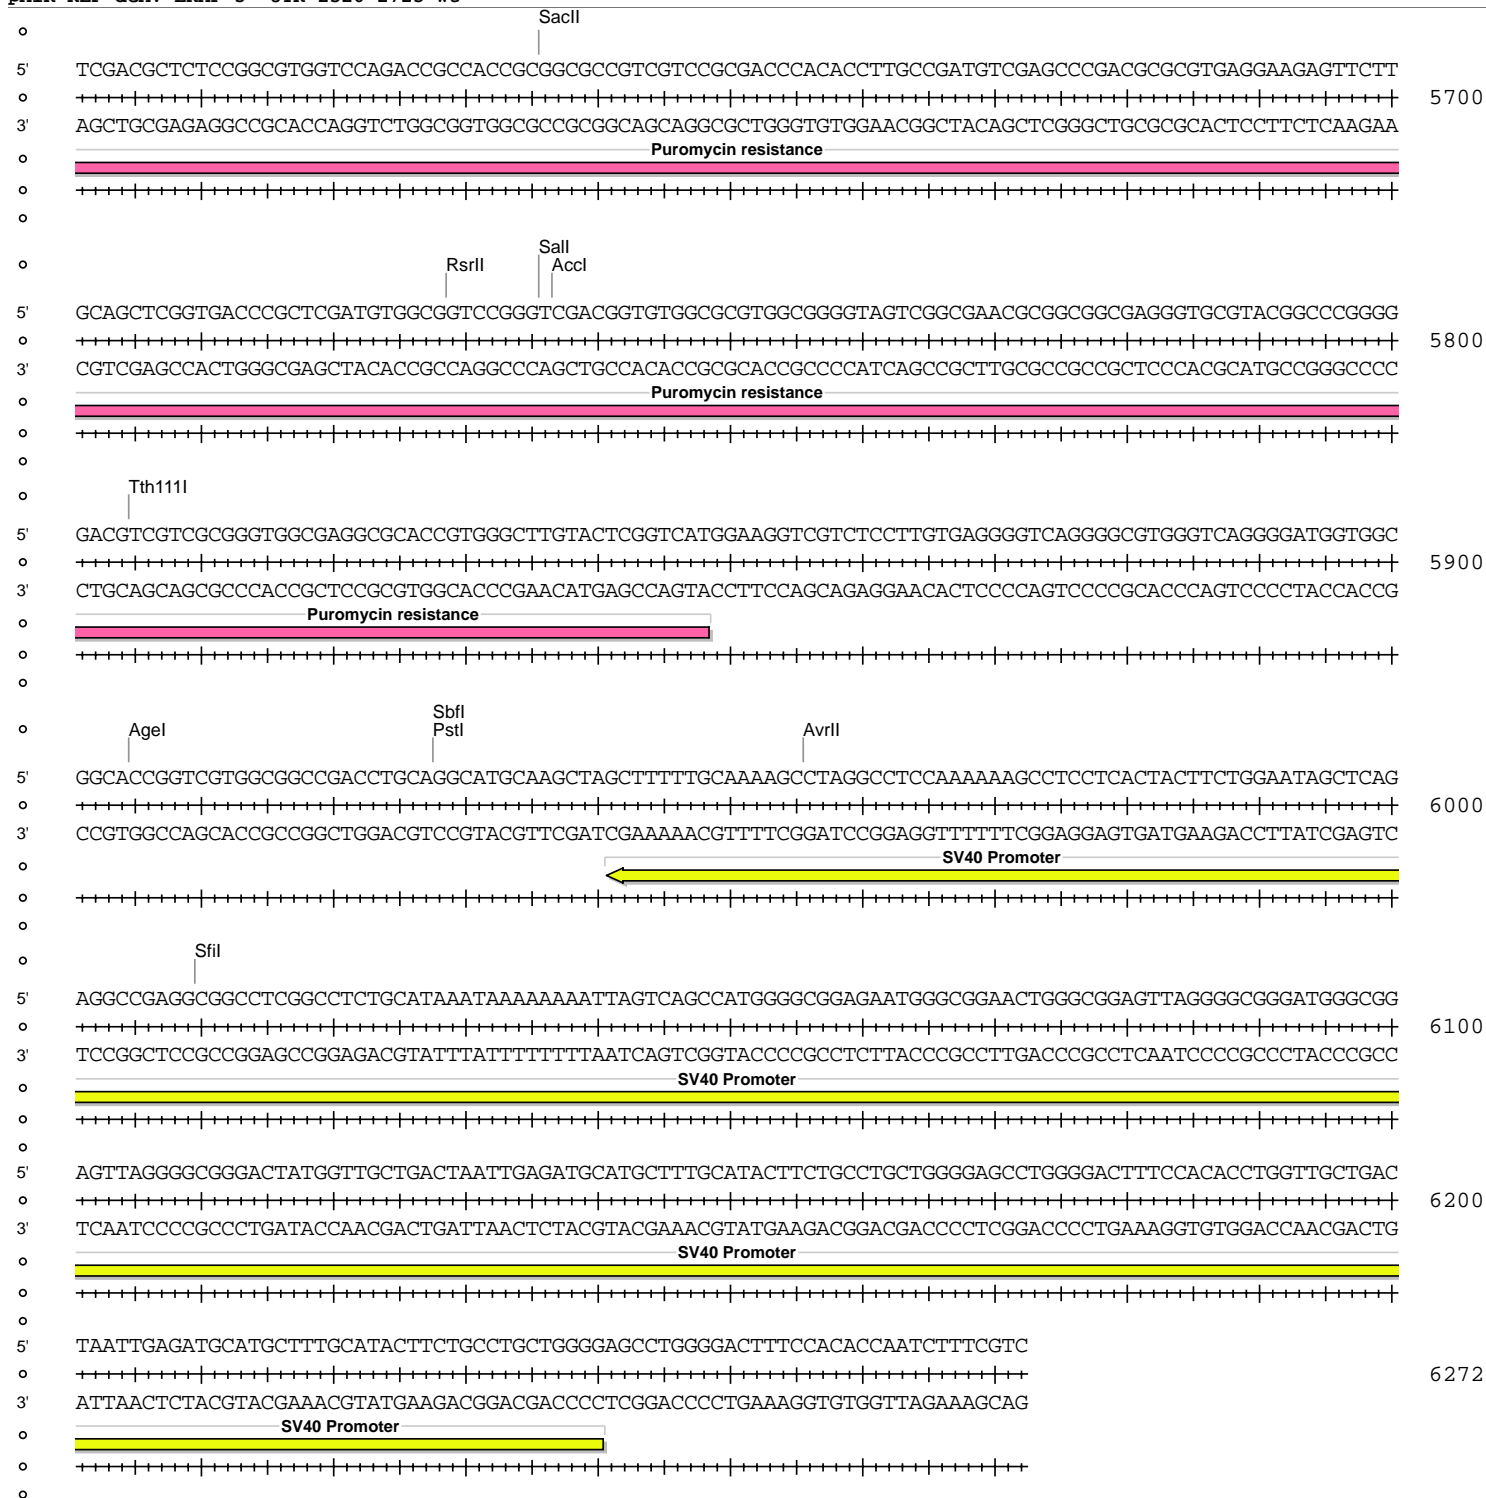 SacII
5' TCGACGCTCTCCGGCGTGGTCCAGACCGCCACCGCGGCGCCGTCGTCCGCGACCCACACCTTGCCGATGTCGAGCCCGACGCGCGTGAGGAAGAGTTCTT
5700
3' AGCTGCGAGAGGCCGCACCAGGTCTGGCGGTGGCGCCGCGGCAGCAGGCGCTGGGTGTGGAACGGCTACAGCTCGGGCTGCGCGCACTCCTTCTCAAGAA
Puromycin resistance
SalI
RsrII AccI
5' GCAGCTCGGTGACCCGCTCGATGTGGCGGTCCGGGTCGACGGTGTGGCGCGTGGCGGGGTAGTCGGCGAACGCGGCGGCGAGGGTGCGTACGGCCCGGGG
5800
3' CGTCGAGCCACTGGGCGAGCTACACCGCCAGGCCCAGCTGCCACACCGCGCACCGCCCCATCAGCCGCTTGCGCCGCCGCTCCCACGCATGCCGGGCCCC
Puromycin resistance
Tth111I
5' GACGTCGTCGCGGGTGGCGAGGCGCACCGTGGGCTTGTACTCGGTCATGGAAGGTCGTCTCCTTGTGAGGGGTCAGGGGCGTGGGTCAGGGGATGGTGGC
5900
3' CTGCAGCAGCGCCCACCGCTCCGCGTGGCACCCGAACATGAGCCAGTACCTTCCAGCAGAGGAACACTCCCCAGTCCCCGCACCCAGTCCCCTACCACCG
Puromycin resistance
SbfI
AgeI PstI AvrII
5' GGCACCGGTCGTGGCGGCCGACCTGCAGGCATGCAAGCTAGCTTTTTGCAAAAGCCTAGGCCTCCAAAAAAGCCTCCTCACTACTTCTGGAATAGCTCAG
6000
3' CCGTGGCCAGCACCGCCGGCTGGACGTCCGTACGTTCGATCGAAAAACGTTTTCGGATCCGGAGGTTTTTTCGGAGGAGTGATGAAGACCTTATCGAGTC
SV40 Promoter
SfiI
5' AGGCCGAGGCGGCCTCGGCCTCTGCATAAATAAAAAAAATTAGTCAGCCATGGGGCGGAGAATGGGCGGAACTGGGCGGAGTTAGGGGCGGGATGGGCGG
6100
3' TCCGGCTCCGCCGGAGCCGGAGACGTATTTATTTTTTTTAATCAGTCGGTACCCCGCCTCTTACCCGCCTTGACCCGCCTCAATCCCCGCCCTACCCGCC
SV40 Promoter
5' AGTTAGGGGCGGGACTATGGTTGCTGACTAATTGAGATGCATGCTTTGCATACTTCTGCCTGCTGGGGAGCCTGGGGACTTTCCACACCTGGTTGCTGAC
6200
3' TCAATCCCCGCCCTGATACCAACGACTGATTAACTCTACGTACGAAACGTATGAAGACGGACGACCCCTCGGACCCCTGAAAGGTGTGGACCAACGACTG
SV40 Promoter
5' TAATTGAGATGCATGCTTTGCATACTTCTGCCTGCTGGGGAGCCTGGGGACTTTCCACACCAATCTTTCGTC
6272
3' ATTAACTCTACGTACGAAACGTATGAAGACGGACGACCCCTCGGACCCCTGAAAGGTGTGGTTAGAAAGCAG
SV40 Promoter